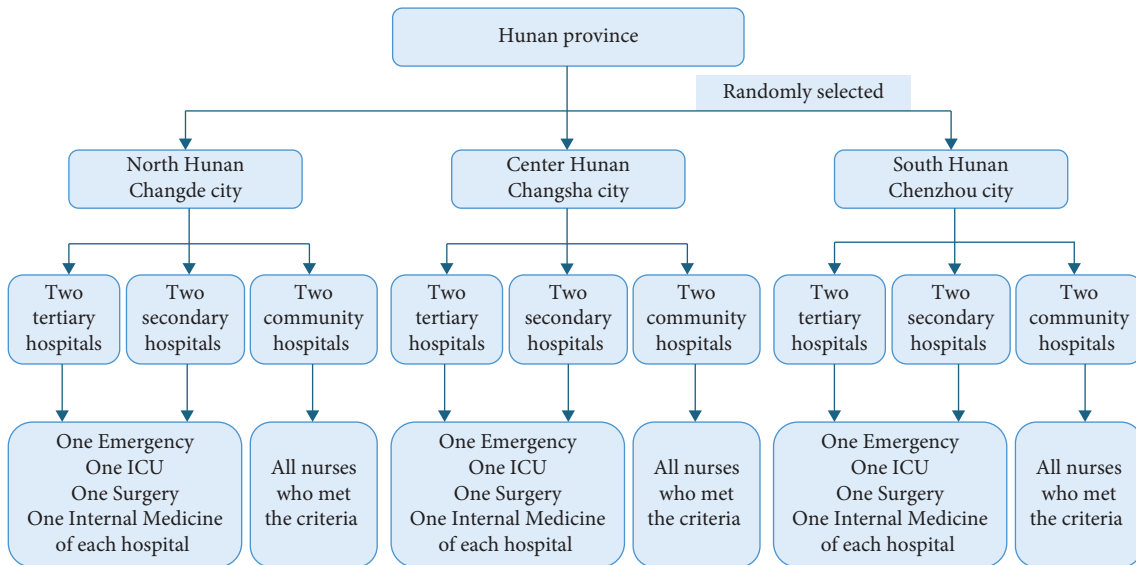 Hunan province
Randomly selected
North Hunan
Changde city
Center Hunan
Changsha city
South Hunan
Chenzhou city
Two
tertiary
hospitals
Two
secondary
hospitals
Two
community
hospitals
Two
tertiary
hospitals
Two
secondary
hospitals
Two
community
hospitals
Two
tertiary
hospitals
Two
secondary
hospitals
Two
community
hospitals
One Emergency
One ICU
One Surgery
One Internal Medicine
of each hospital
All nurses
who met
the criteria
One Emergency
One ICU
One Surgery
One Internal Medicine
of each hospital
All nurses
who met
the criteria
One Emergency
One ICU
One Surgery
One Internal Medicine
of each hospital
All nurses
who met
the criteria